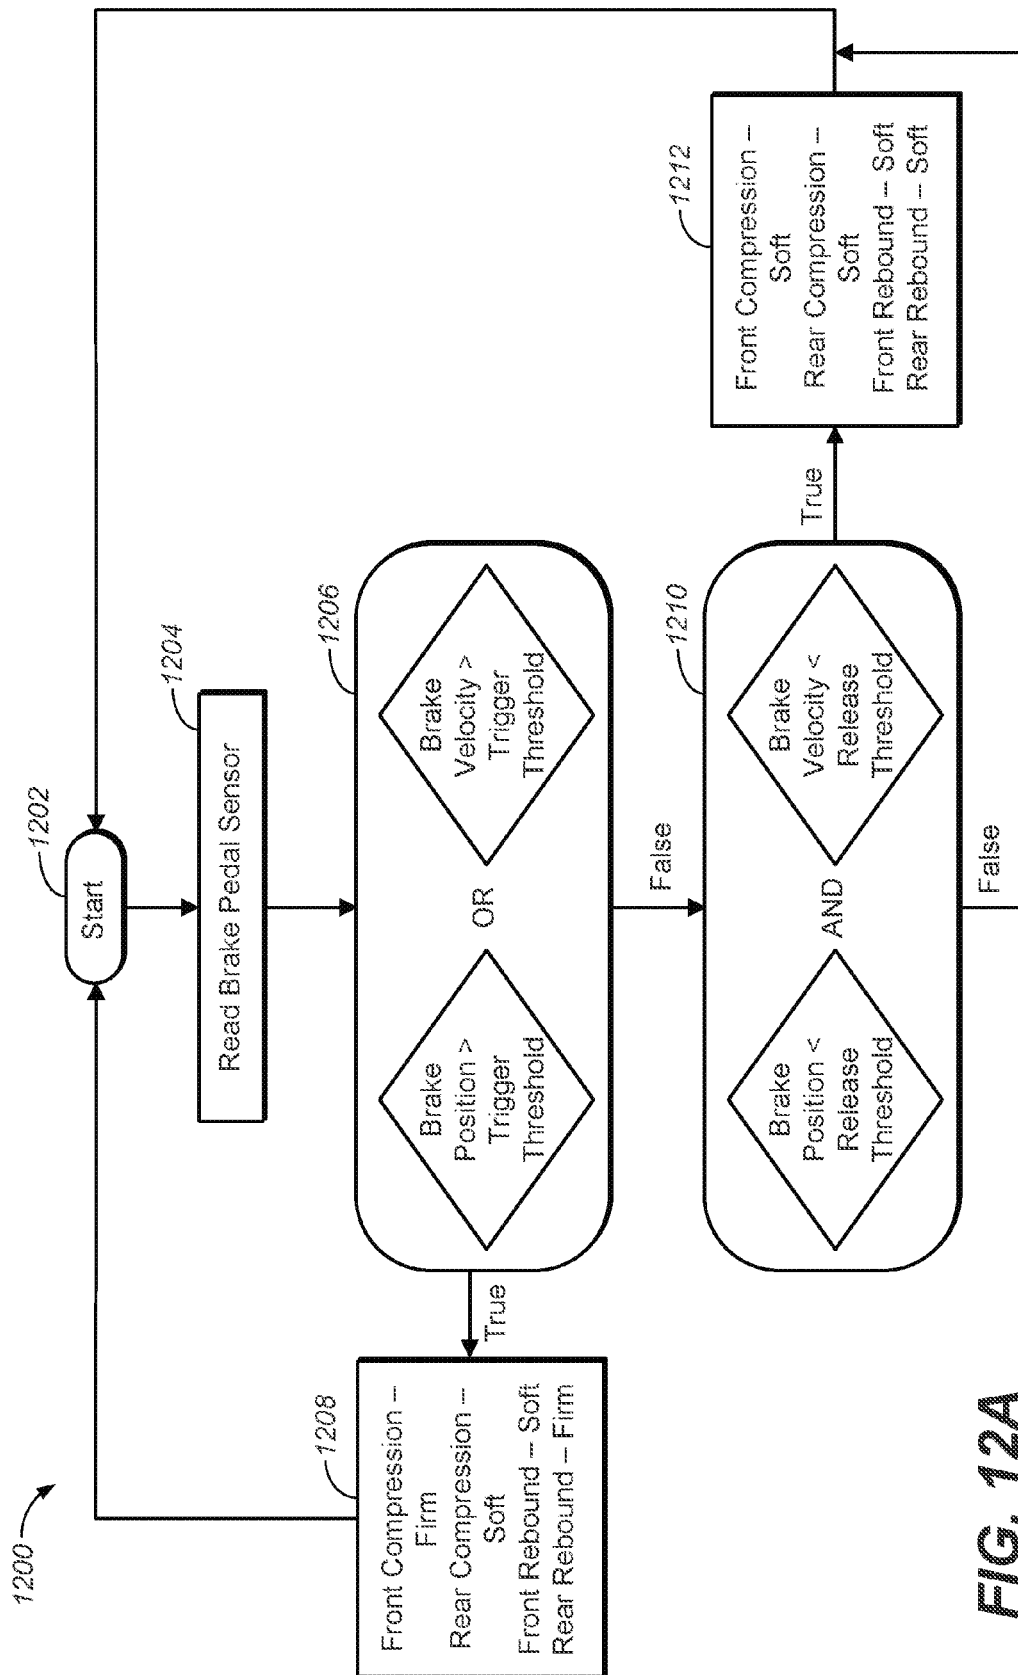 1200
1202
Start
1204
Read Brake Pedal Sensor
1206
Brake
Position >
Trigger
Threshold
OR
Brake
Velocity >
Trigger
Threshold
True
1208
Front Compression –
Firm
Rear Compression –
Soft
Front Rebound – Soft
Rear Rebound – Firm
False
1210
Brake
Position <
Release
Threshold
AND
Brake
Velocity <
Release
Threshold
True
1212
Front Compression –
Soft
Rear Compression –
Soft
Front Rebound – Soft
Rear Rebound – Soft
False
FIG. 12A